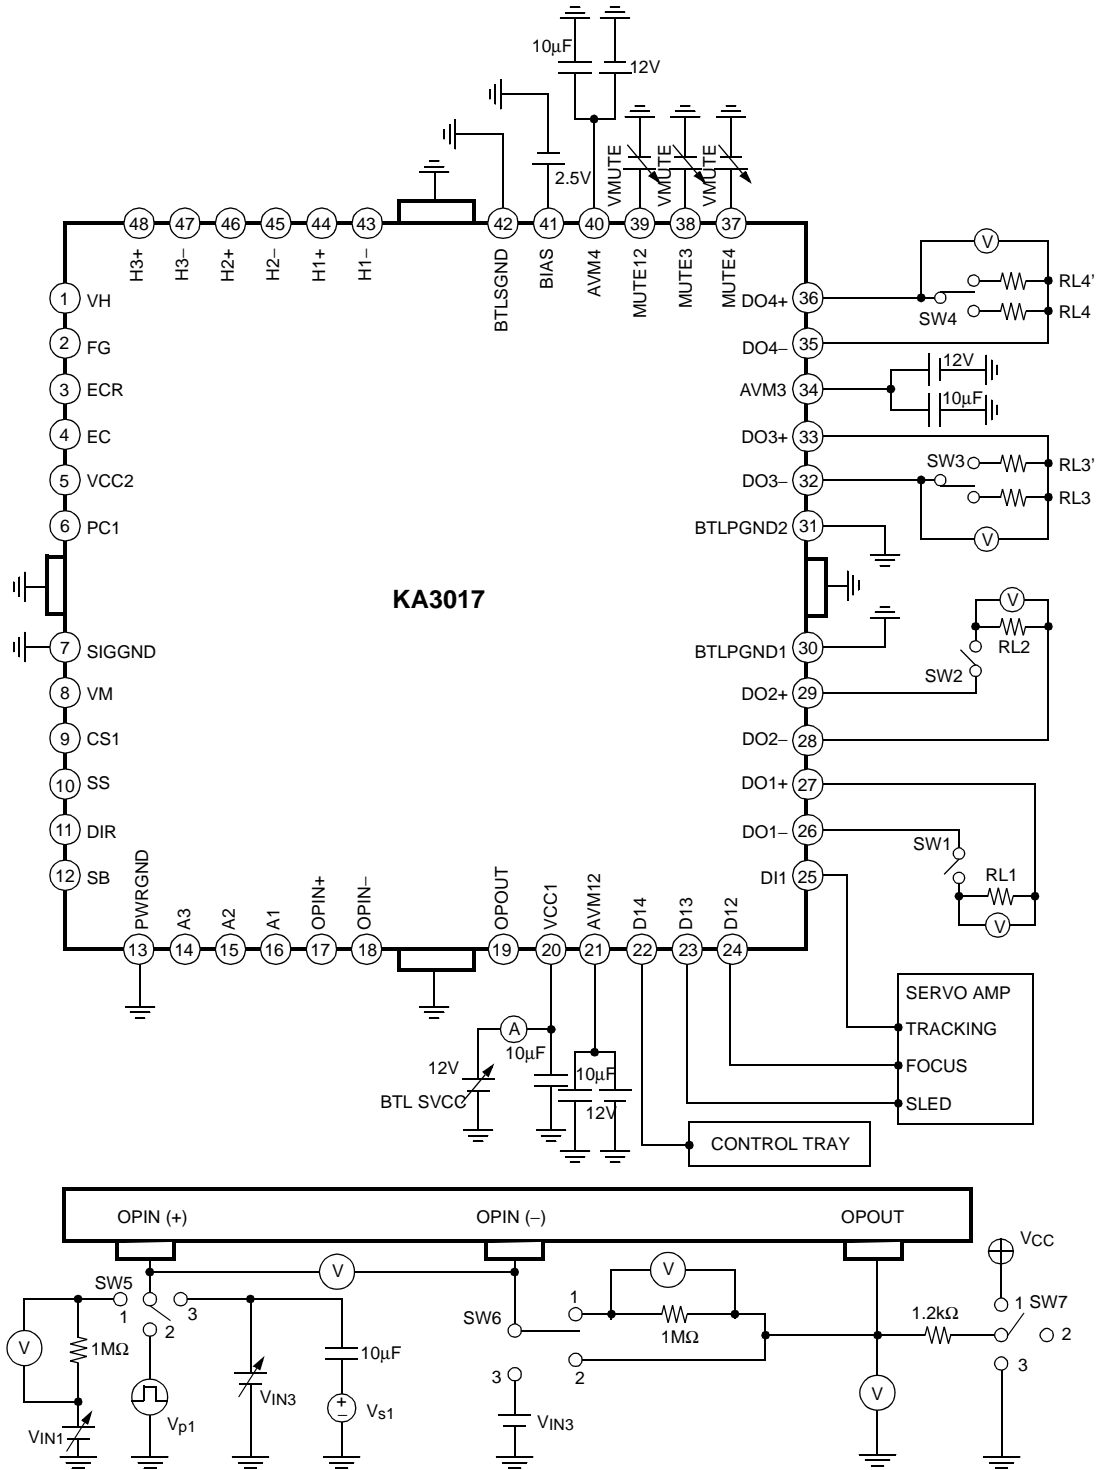 10µF
12V
2.5V
VMUTE
VMUTE
VMUTE
48 47 46 45 44 43 42 41 40 39 38 37
H3+
H3−
H2+
H2−
H1+
H1−
BTLSGND
BIAS
AVM4
MUTE12
MUTE3
MUTE4
1 VH
2 FG
3 ECR
4 EC
5 VCC2
6 PC1
7 SIGGND
8 VM
9 CS1
10 SS
11 DIR
12 SB
KA3017
DO4+ 36
DO4− 35
AVM3 34
DO3+ 33
DO3− 32
BTLPGND2 31
BTLPGND1 30
DO2+ 29
DO2− 28
DO1+ 27
DO1− 26
DI1 25
V
RL4'
SW4
RL4
12V
10µF
SW3
RL3'
RL3
V
V
RL2
SW2
SW1
RL1
V
PWRGND
A3
A2
A1
OPIN+
OPIN−
OPOUT
VCC1
AVM12
D14
D13
D12
13 14 15 16 17 18 19 20 21 22 23 24
SERVO AMP
TRACKING
FOCUS
SLED
A
12V
BTL SVCC
10µF
10µF
12V
CONTROL TRAY
OPIN (+) OPIN (−) OPOUT
V
SW5
1
2
3
V
1MΩ
VIN1
Vp1
VIN3
10µF
+
−
Vs1
SW6
1
2
3
V
1MΩ
VIN3
V
1.2kΩ
VCC
1 SW7
2
3